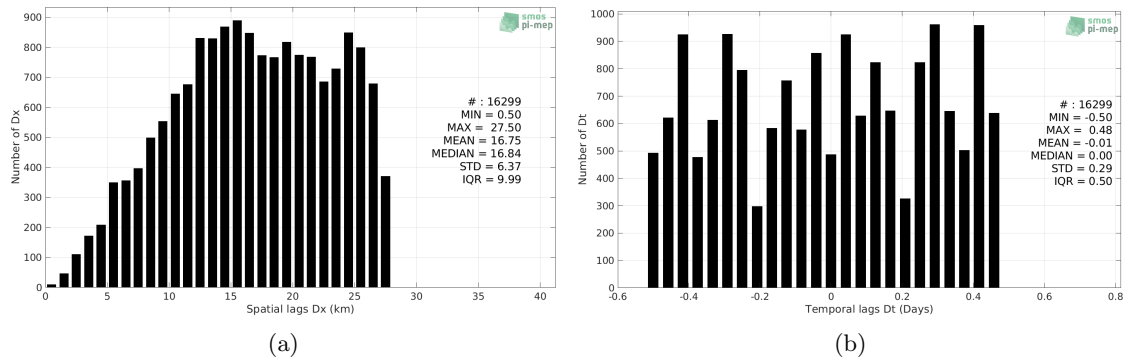 smos
pi-mep
900
800
700
600
500
400
300
200
100
0
Number of Dx
# : 16299
MIN = 0.50
MAX = 27.50
MEAN = 16.75
MEDIAN = 16.84
STD = 6.37
IQR = 9.99
0 5 10 15 20 25 30 35 40
Spatial lags Dx (km)
(a)
smos
pi-mep
1000
900
800
700
600
500
400
300
200
100
0
Number of Dt
# : 16299
MIN = -0.50
MAX = 0.48
MEAN = -0.01
MEDIAN = 0.00
STD = 0.29
IQR = 0.50
-0.6 -0.4 -0.2 0 0.2 0.4 0.6 0.8
Temporal lags Dt (Days)
(b)